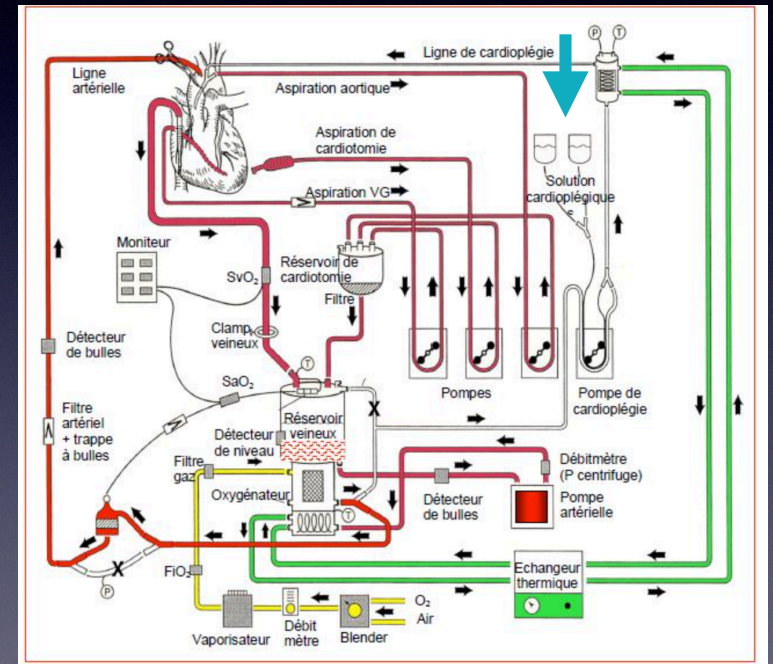 Ligne de cardioplégie
P
T
Ligne
artérielle
Aspiration aortique
Aspiration de
cardiotomie
Solution
cardioplégique
Aspiration VG
Moniteur
SvO₂
Réservoir de
cardiotomie
Filtre
Clamp
veineux
T
Détecteur
de bulles
SaO₂
Pompes
Pompe de
cardioplégie
X
Filtre
artériel
+ trappe
à bulles
Réservoir
veineux
Détecteur
de niveau
Filtre
gaz
Débitmètre
(P centrifuge)
Oxygénateur
Détecteur
de bulles
Pompe
artérielle
T
X
P
FiO₂
Echangeur
thermique
O₂
Air
Vaporisateur
Débit
mètre
Blender